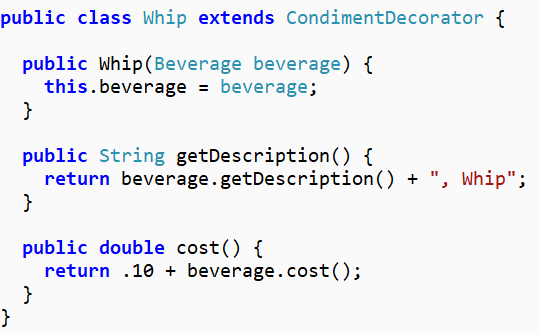 public class Whip extends CondimentDecorator {
public Whip(Beverage beverage) {
this.beverage = beverage;
}
public String getDescription() {
return beverage.getDescription() + ", Whip";
}
public double cost() {
return .10 + beverage.cost();
}
}